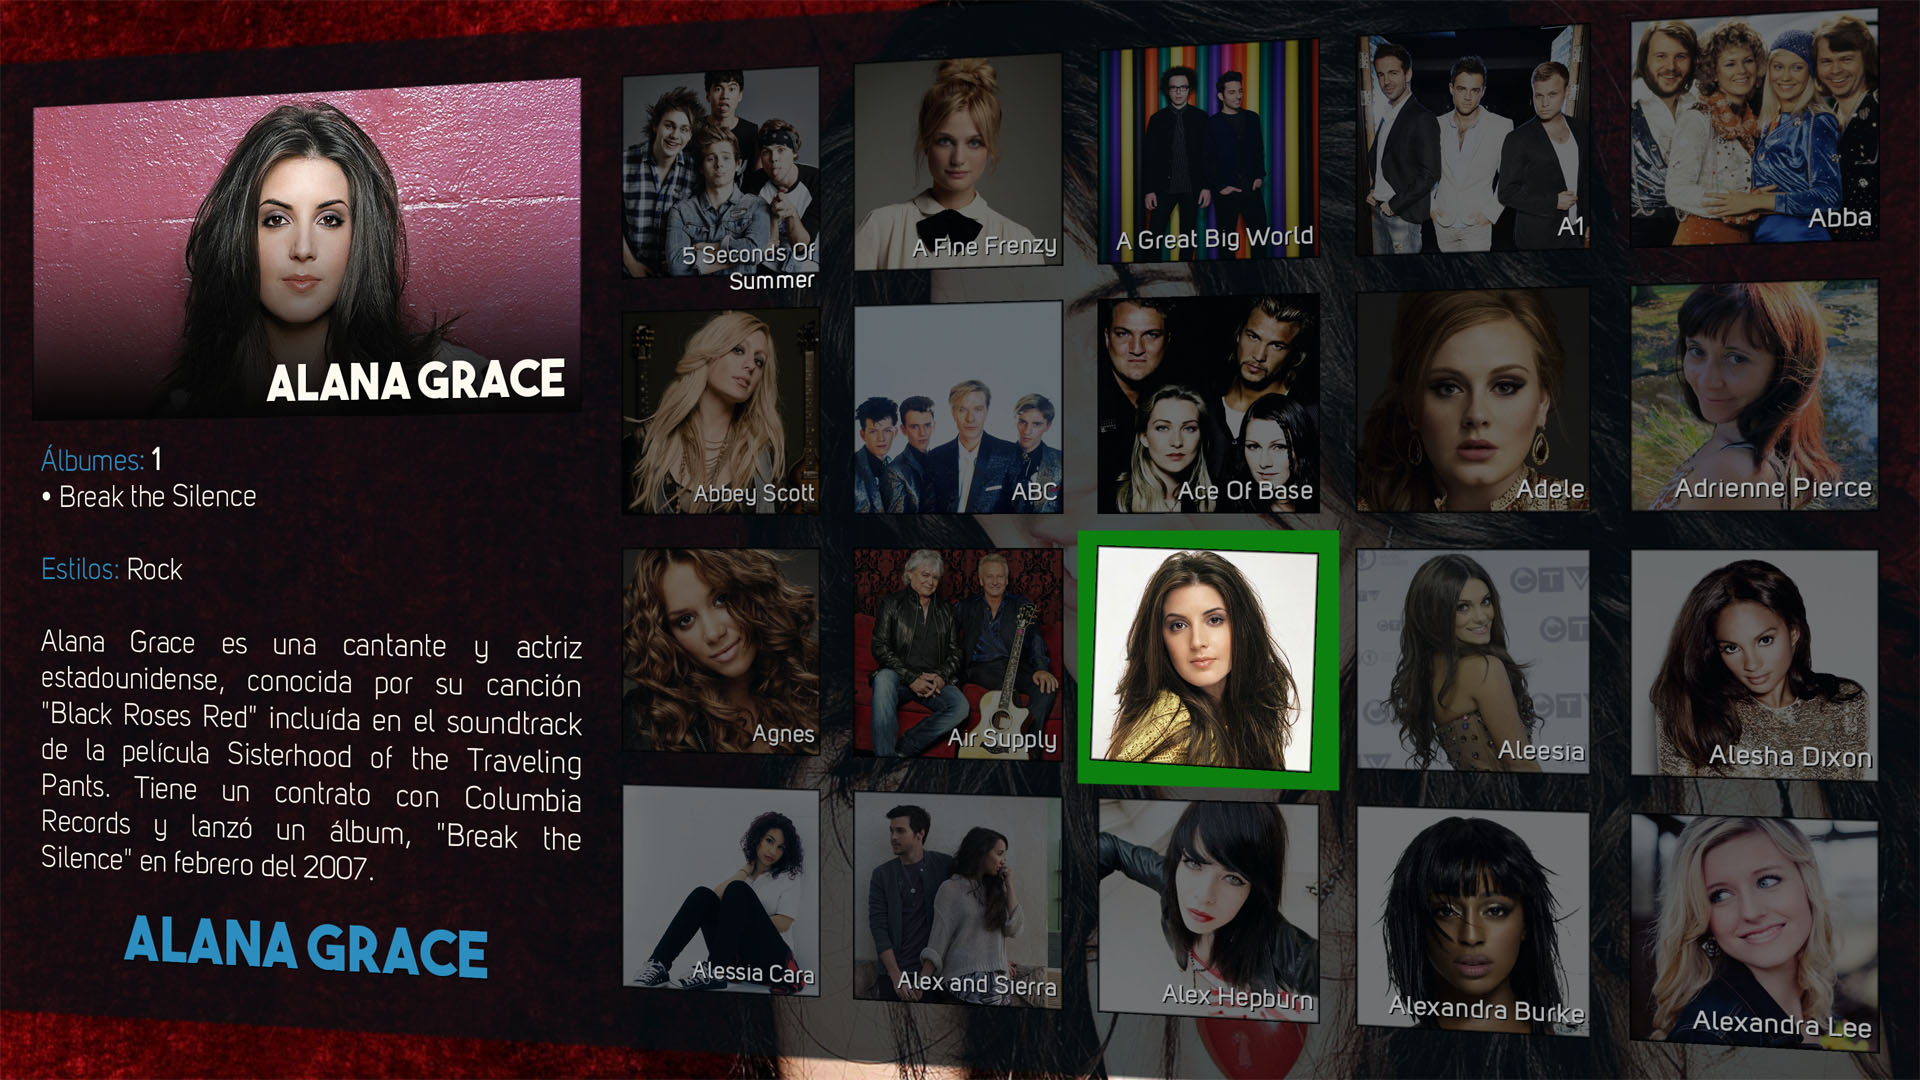 ALANA GRACE
Álbumes: 1
• Break the Silence
Estilos: Rock
Alana Grace es una cantante y actriz
estadounidense, conocida por su canción
"Black Roses Red" incluída en el soundtrack
de la película Sisterhood of the Traveling
Pants. Tiene un contrato con Columbia
Records y lanzó un álbum, "Break the
Silence" en febrero del 2007.
ALANA GRACE
5 Seconds Of
Summer
A Fine Frenzy
A Great Big World
A1
Abba
Abbey Scott
ABC
Ace Of Base
Adele
Adrienne Pierce
Agnes
Air Supply
Aleesia
CTV
CT
CTV
Alesha Dixon
Alessia Cara
Alex and Sierra
Alex Hepburn
Alexandra Burke
Alexandra Lee